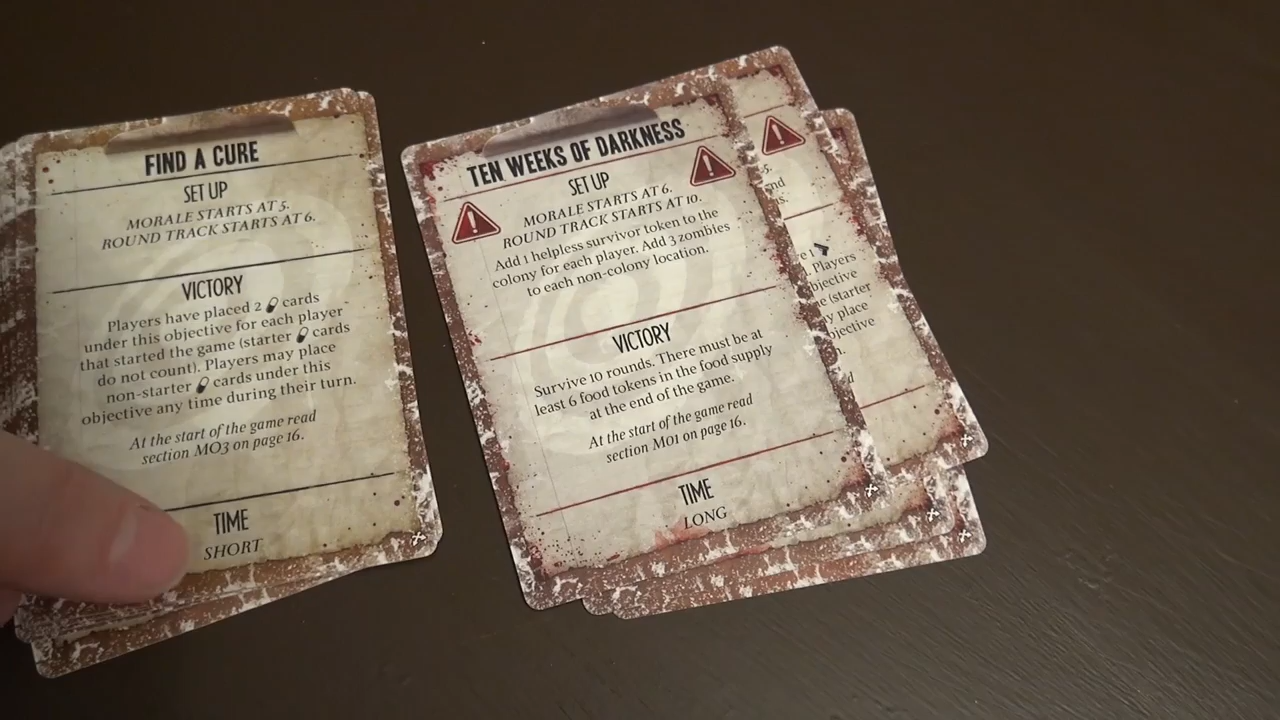 FIND A CURE
SET UP
MORALE STARTS AT 5.
ROUND TRACK STARTS AT 6.
VICTORY
Players have placed 2 cards
under this objective for each player
that started the game (starter cards
do not count). Players may place
non-starter cards under this
objective any time during their turn.
At the start of the game read
section MO3 on page 16.
TIME
SHORT
TEN WEEKS OF DARKNESS
SET UP
MORALE STARTS AT 6.
ROUND TRACK STARTS AT 10.
Add 1 helpless survivor token to the
colony for each player. Add 3 zombies
to each non-colony location.
VICTORY
Survive 10 rounds. There must be at
least 6 food tokens in the food supply
at the end of the game.
At the start of the game read
section MO1 on page 16.
TIME
LONG
5.
Players
(starter
place